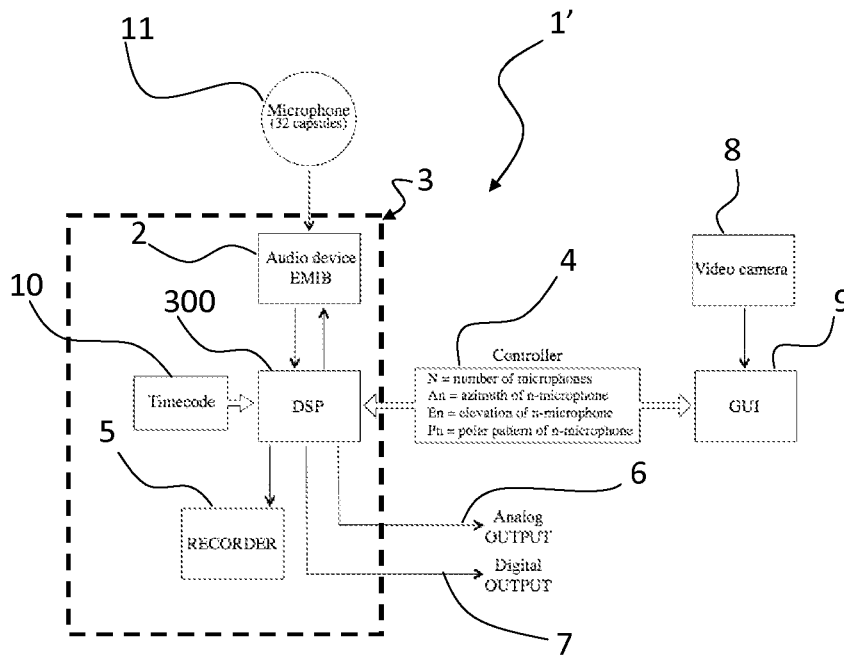 11
1’
Microphone
(32 capsules)
3
8
2
Audio device
EMIB
4
Video camera
10
300
9
Controller
N = number of microphones
An = azimuth of n-microphone
En = elevation of n-microphone
Pn = polar pattern of n-microphone
Timecode
DSP
GUI
5
6
RECORDER
Analog
OUTPUT
Digital
OUTPUT
7